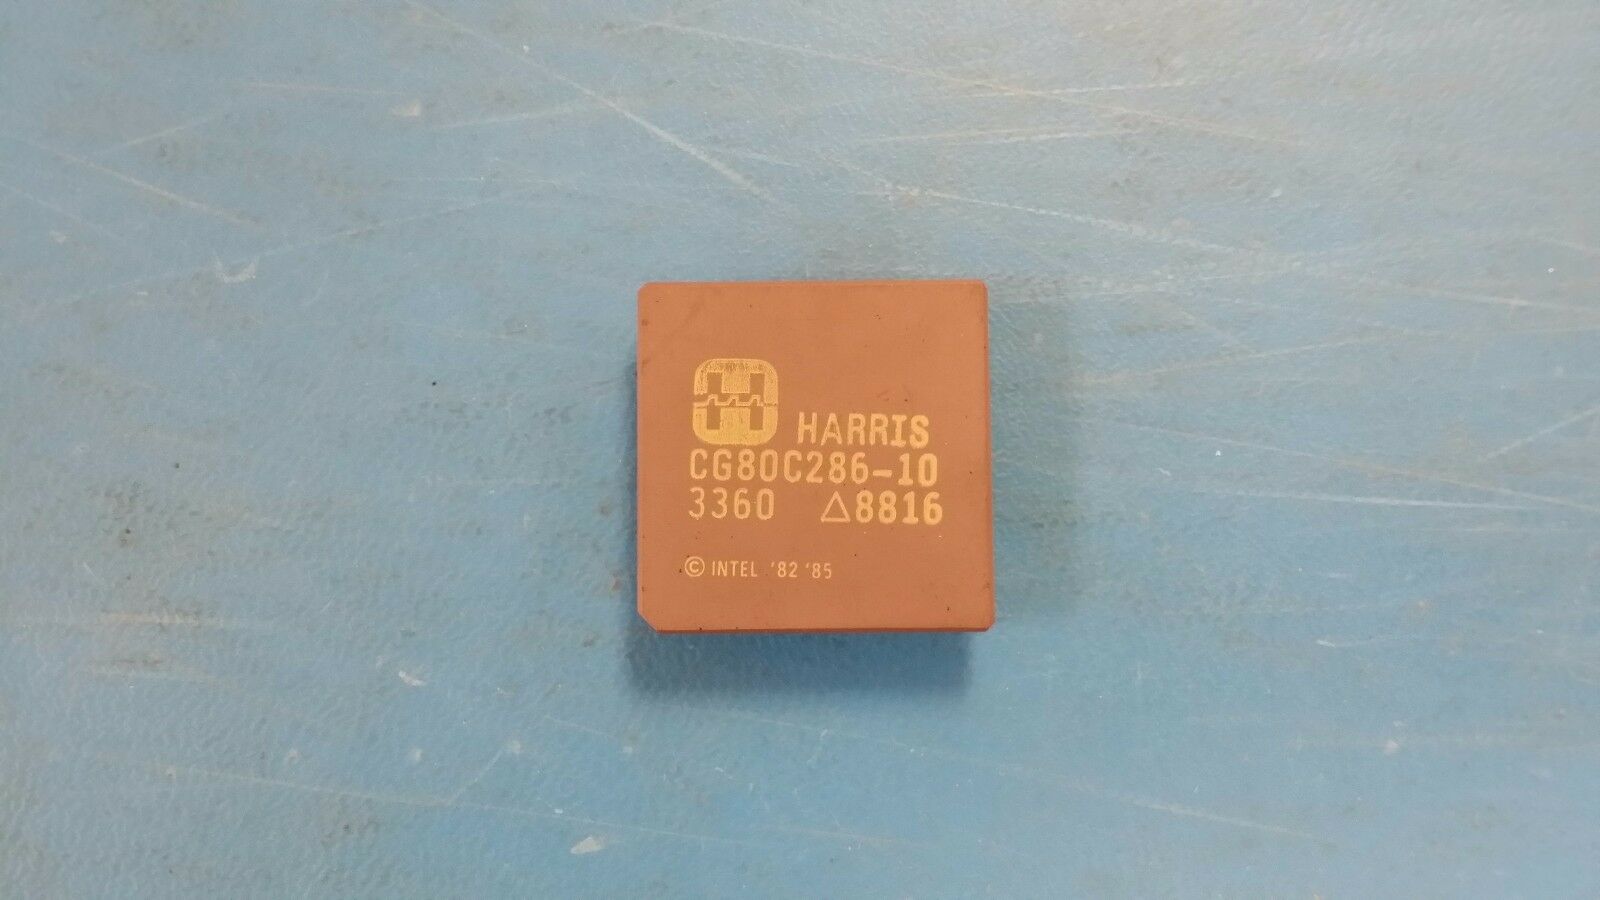 HARRIS
CG80C286-10
3360 △8816
© INTEL '82 '85